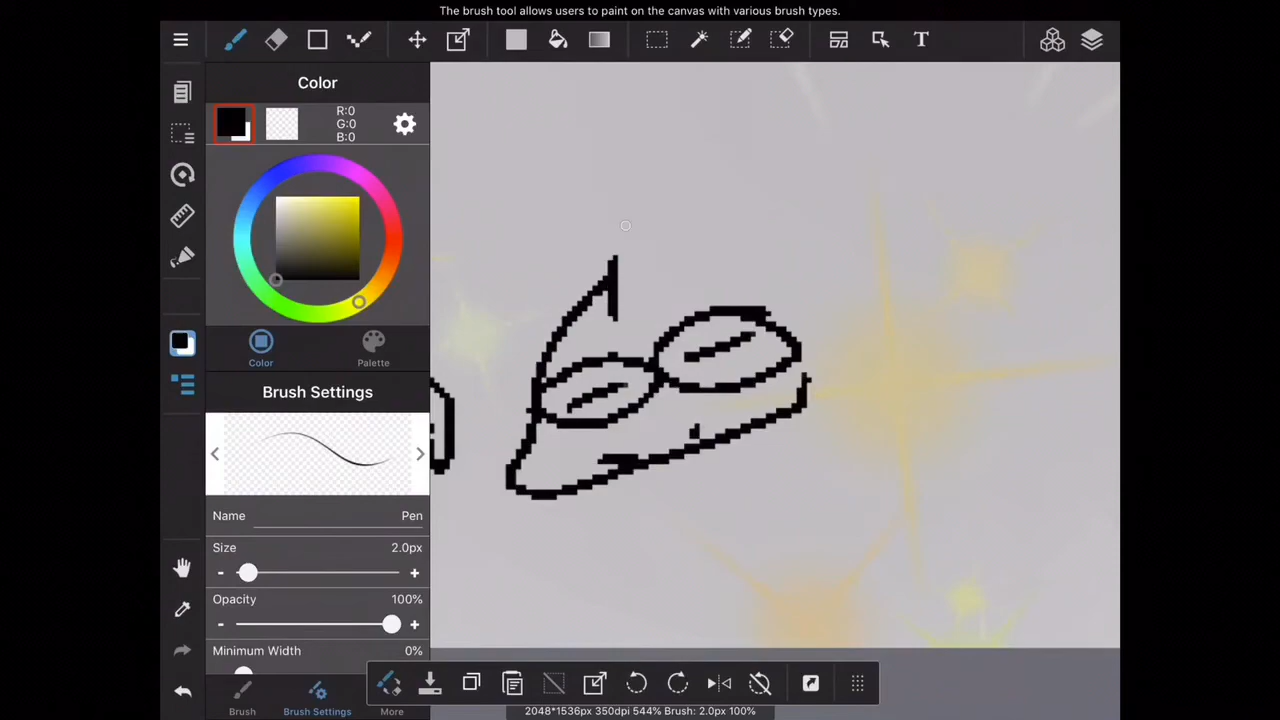 The brush tool allows users to paint on the canvas with various brush types.
T
Color
R:0
G:0
B:0
Color
Palette
Brush Settings
Name Pen
Size 2.0px
- +
Opacity 100%
- +
Minimum Width 0%
Brush
Brush Settings
More
2048*1536px 350dpi 544% Brush: 2.0px 100%